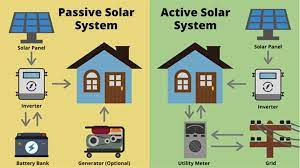 Passive Solar
System
Solar Panel
Inverter
Battery Bank
Generator (Optional)
Active Solar
System
Solar Panel
Inverter
Utility Meter
Grid